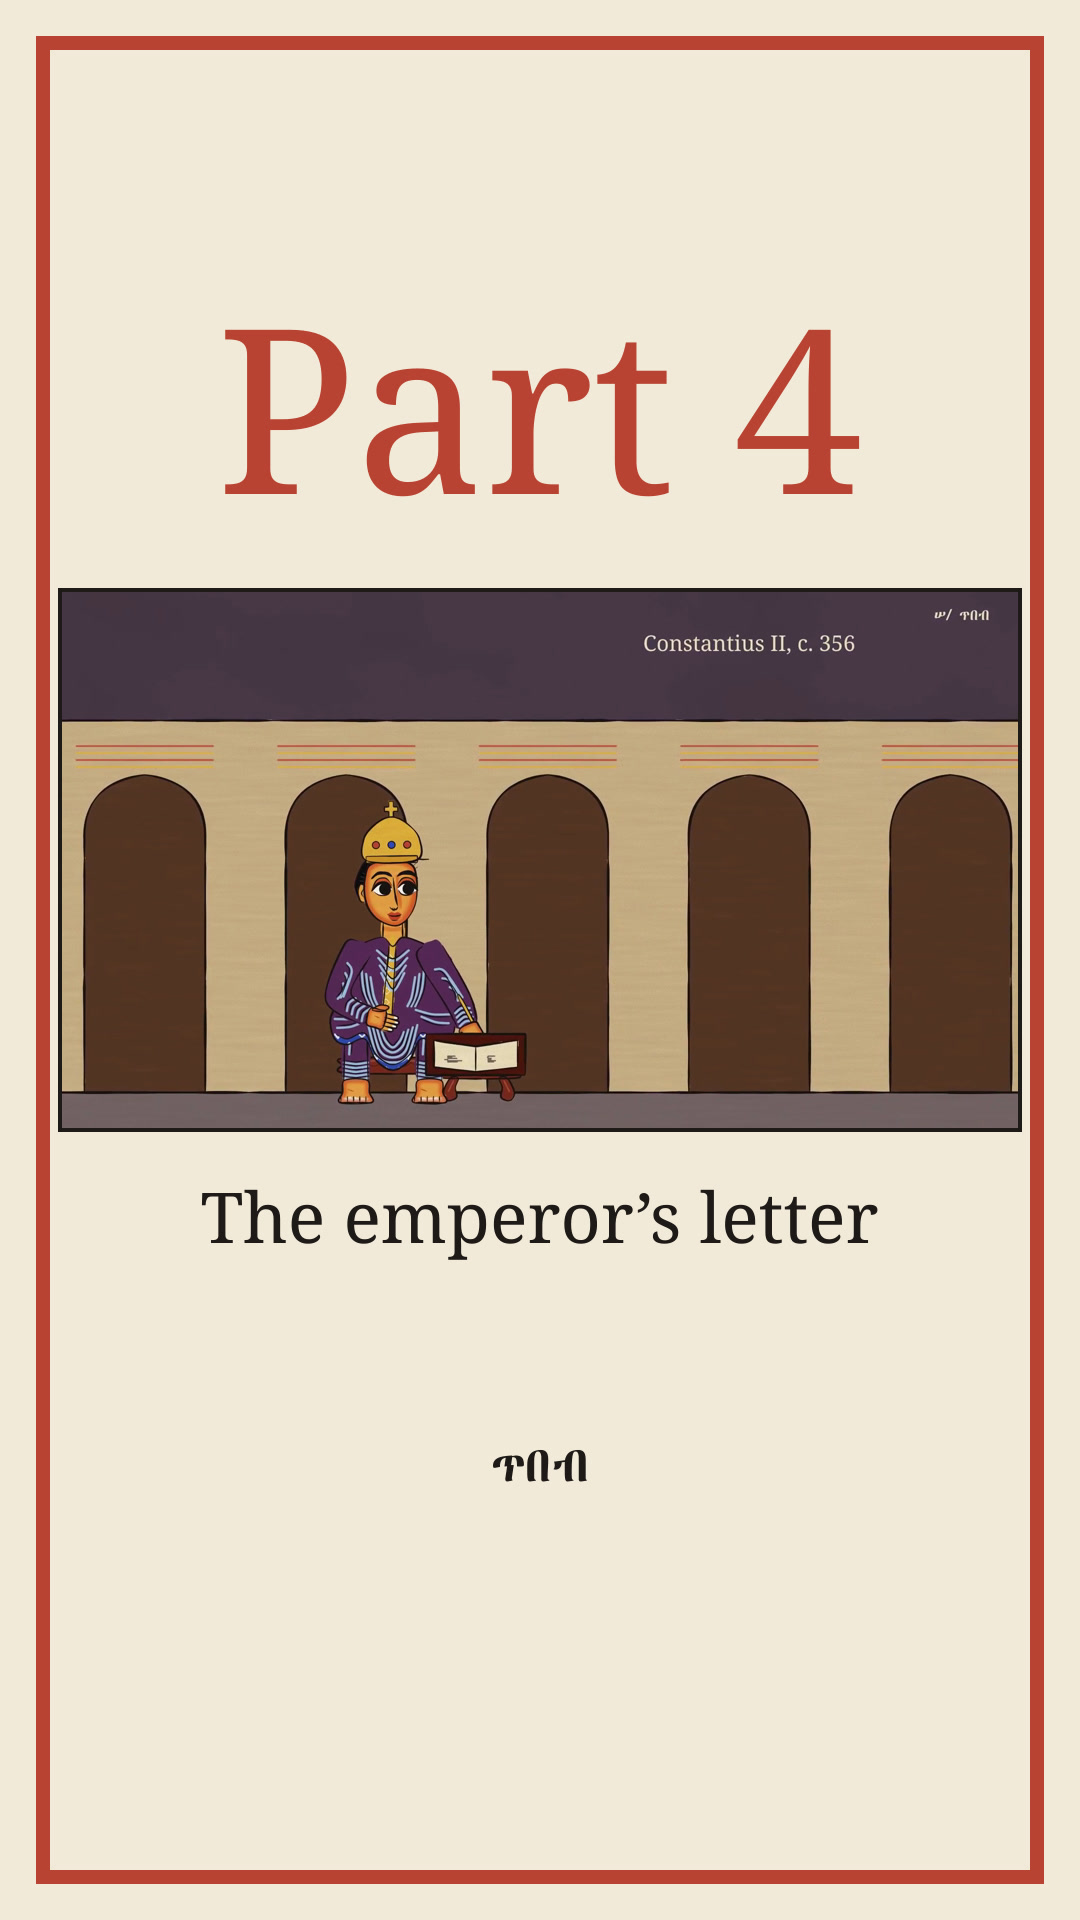 Part 4
ሠ/ ጥበብ
Constantius II, c. 356
The emperor’s letter
ጥበብ